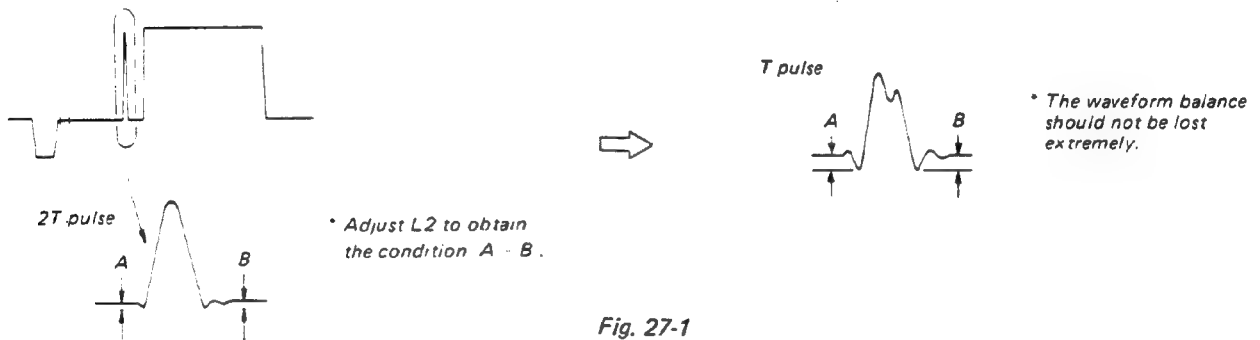 T pulse
A
B
* The waveform balance
should not be lost
extremely.
2T pulse
A
B
* Adjust L2 to obtain
the condition A - B.
Fig. 27-1